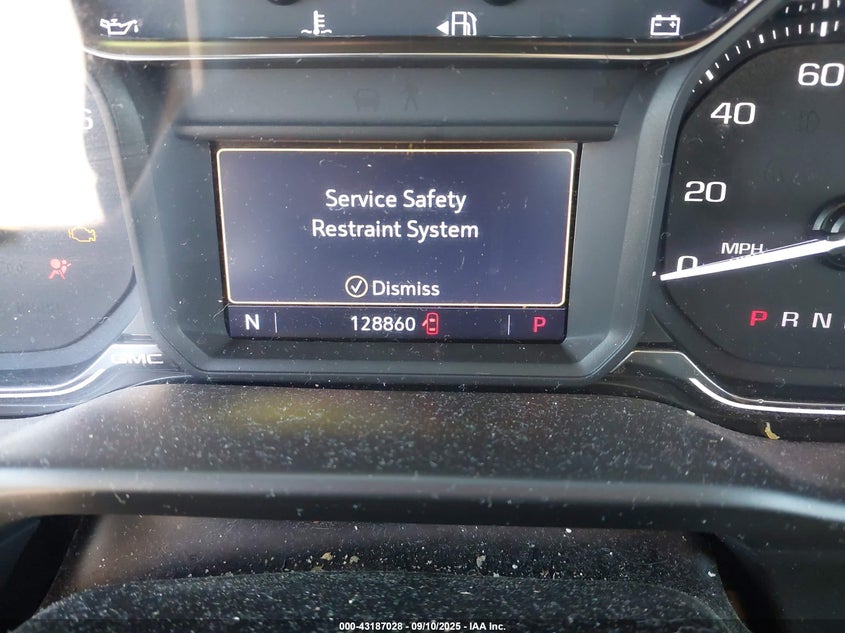 60
40
20
0
MPH
Service Safety
Restraint System
Dismiss
N 128860 P
P R N
GMC
000-43187028 - 09/10/2025 - IAA Inc.